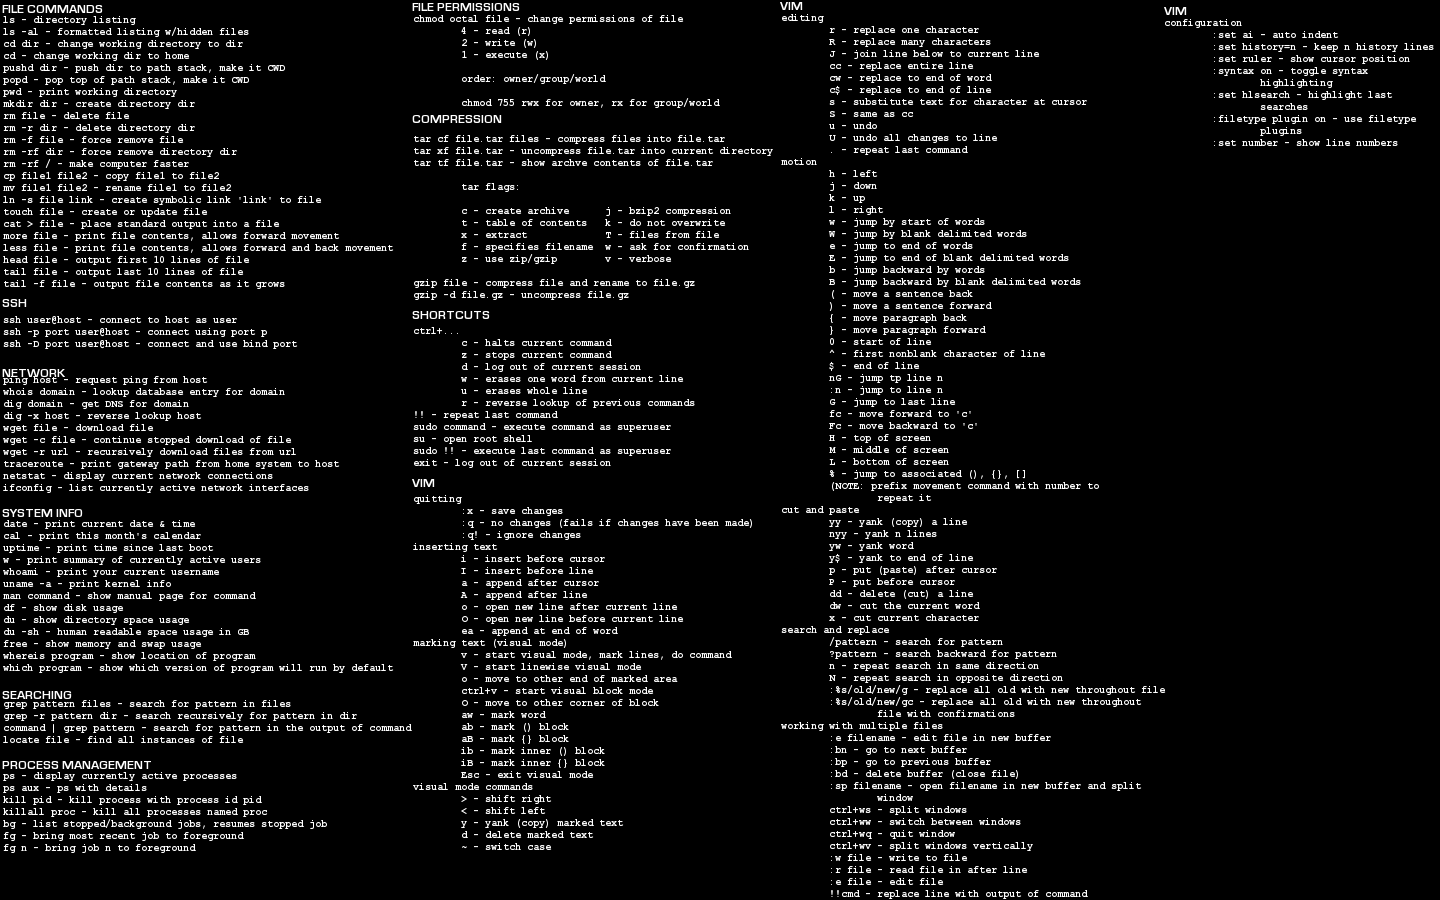 FILE COMMANDS
ls - directory listing
ls -al - formatted listing w/hidden files
cd dir - change working directory to dir
cd - change working dir to home
pushd dir - push dir to path stack, make it CWD
popd - pop top of path stack, make it CWD
pwd - print working directory
mkdir dir - create directory dir
rm file - delete file
rm -r dir - delete directory dir
rm -f file - force remove file
rm -rf dir - force remove directory dir
rm -rf / - make computer faster
cp file1 file2 - copy file1 to file2
mv file1 file2 - rename file1 to file2
ln -s file link - create symbolic link 'link' to file
touch file - create or update file
cat > file - place standard output into a file
more file - print file contents, allows forward movement
less file - print file contents, allows forward and back movement
head file - output first 10 lines of file
tail file - output last 10 lines of file
tail -f file - output file contents as it grows
SSH
ssh user@host - connect to host as user
ssh -p port user@host - connect using port p
ssh -D port user@host - connect and use bind port
NETWORK
ping host - request ping from host
whois domain - lookup database entry for domain
dig domain - get DNS for domain
dig -x host - reverse lookup host
wget file - download file
wget -c file - continue stopped download of file
wget -r url - recursively download files from url
traceroute - print gateway path from home system to host
netstat - display current network connections
ifconfig - list currently active network interfaces
SYSTEM INFO
date - print current date & time
cal - print this month's calendar
uptime - print time since last boot
w - print summary of currently active users
whoami - print your current username
uname -a - print kernel info
man command - show manual page for command
df - show disk usage
du - show directory space usage
du -sh - human readable space usage in GB
free - show memory and swap usage
whereis program - show location of program
which program - show which version of program will run by default
SEARCHING
grep pattern files - search for pattern in files
grep -r pattern dir - search recursively for pattern in dir
command | grep pattern - search for pattern in the output of command
locate file - find all instances of file
PROCESS MANAGEMENT
ps - display currently active processes
ps aux - ps with details
kill pid - kill process with process id pid
killall proc - kill all processes named proc
bg - list stopped/background jobs, resumes stopped job
fg - bring most recent job to foreground
fg n - bring job n to foreground
FILE PERMISSIONS
chmod octal file - change permissions of file
4 - read (r)
2 - write (w)
1 - execute (x)
order: owner/group/world
chmod 755 rwx for owner, rx for group/world
COMPRESSION
tar cf file.tar files - compress files into file.tar
tar xf file.tar - uncompress file.tar into current directory
tar tf file.tar - show archve contents of file.tar
tar flags:
c - create archive j - bzip2 compression
t - table of contents k - do not overwrite
x - extract T - files from file
f - specifies filename w - ask for confirmation
z - use zip/gzip v - verbose
gzip file - compress file and rename to file.gz
gzip -d file.gz - uncompress file.gz
SHORTCUTS
ctrl+...
c - halts current command
z - stops current command
d - log out of current session
w - erases one word from current line
u - erases whole line
r - reverse lookup of previous commands
!! - repeat last command
sudo command - execute command as superuser
su - open root shell
sudo !! - execute last command as superuser
exit - log out of current session
VIM
quitting
:x - save changes
:q - no changes (fails if changes have been made)
:q! - ignore changes
inserting text
i - insert before cursor
I - insert before line
a - append after cursor
A - append after line
o - open new line after current line
O - open new line before current line
ea - append at end of word
marking text (visual mode)
v - start visual mode, mark lines, do command
V - start linewise visual mode
o - move to other end of marked area
ctrl+v - start visual block mode
O - move to other corner of block
aw - mark word
ab - mark () block
aB - mark {} block
ib - mark inner () block
iB - mark inner {} block
Esc - exit visual mode
visual mode commands
> - shift right
< - shift left
y - yank (copy) marked text
d - delete marked text
~ - switch case
VIM
editing
r - replace one character
R - replace many characters
J - join line below to current line
cc - replace entire line
cw - replace to end of word
c$ - replace to end of line
s - substitute text for character at cursor
S - same as cc
u - undo
U - undo all changes to line
. - repeat last command
motion
h - left
j - down
k - up
l - right
w - jump by start of words
W - jump by blank delimited words
e - jump to end of words
E - jump to end of blank delimited words
b - jump backward by words
B - jump backward by blank delimited words
( - move a sentence back
) - move a sentence forward
{ - move paragraph back
} - move paragraph forward
0 - start of line
^ - first nonblank character of line
$ - end of line
nG - jump tp line n
:n - jump to line n
G - jump to last line
fc - move forward to 'c'
Fc - move backward to 'c'
H - top of screen
M - middle of screen
L - bottom of screen
% - jump to associated (), {}, []
(NOTE: prefix movement command with number to
repeat it
cut and paste
yy - yank (copy) a line
nyy - yank n lines
yw - yank word
y$ - yank to end of line
p - put (paste) after cursor
P - put before cursor
dd - delete (cut) a line
dw - cut the current word
x - cut current character
search and replace
/pattern - search for pattern
?pattern - search backward for pattern
n - repeat search in same direction
N - repeat search in opposite direction
:%s/old/new/g - replace all old with new throughout file
:%s/old/new/gc - replace all old with new throughout
file with confirmations
working with multiple files
:e filename - edit file in new buffer
:bn - go to next buffer
:bp - go to previous buffer
:bd - delete buffer (close file)
:sp filename - open filename in new buffer and split
window
ctrl+ws - split windows
ctrl+ww - switch between windows
ctrl+wq - quit window
ctrl+wv - split windows vertically
:w file - write to file
:r file - read file in after line
:e file - edit file
!!cmd - replace line with output of command
VIM
configuration
:set ai - auto indent
:set history=n - keep n history lines
:set ruler - show cursor position
:syntax on - toggle syntax
highlighting
:set hlsearch - highlight last
searches
:filetype plugin on - use filetype
plugins
:set number - show line numbers